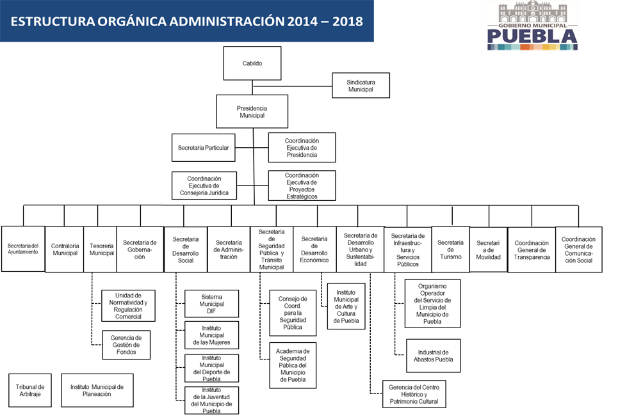 ESTRUCTURA ORGÁNICA ADMINISTRACIÓN 2014 – 2018
GOBIERNO MUNICIPAL
PUEBLA
Cabildo
Sindicatura
Municipal
Presidencia
Municipal
Secretaría Particular
Coordinación
Ejecutiva de
Presidencia
Coordinación
Ejecutiva de
Consejería Jurídica
Coordinación
Ejecutiva de
Proyectos
Estratégicos
Secretaría del
Ayuntamiento
Contraloría
Municipal
Tesorería
Municipal
Secretaría de
Goberna-
ción
Secretaría
de
Desarrollo
Social
Secretaría
de Adminis-
tración
Secretaría
de
Seguridad
Pública y
Tránsito
Municipal
Secretaría
de
Desarrollo
Económico
Secretaría de
Desarrollo
Urbano y
Sustentabi-
lidad
Secretaría de
Infraestruc-
tura y
Servicios
Públicos
Secretaría
de
Turismo
Secretarí
a de
Movilidad
Coordinación
General de
Transparencia
Coordinación
General de
Comunica-
ción Social
Unidad de
Normatividad y
Regulación
Comercial
Gerencia de
Gestión de
Fondos
Sistema
Municipal
DIF
Instituto
Municipal
de las Mujeres
Instituto
Municipal
del Deporte de
Puebla
Instituto
de la Juventud
del Municipio de
Puebla
Consejo de
Coord.
para la
Seguridad
Pública
Academia de
Seguridad
Pública del
Municipio
de Puebla
Instituto
Municipal
de Arte y
Cultura
de Puebla
Organismo
Operador
del Servicio de
Limpia del
Municipio de
Puebla
Industrial de
Abastos Puebla
Gerencia del Centro
Histórico y
Patrimonio Cultural
Tribunal de
Arbitraje
Instituto Municipal de
Planeación